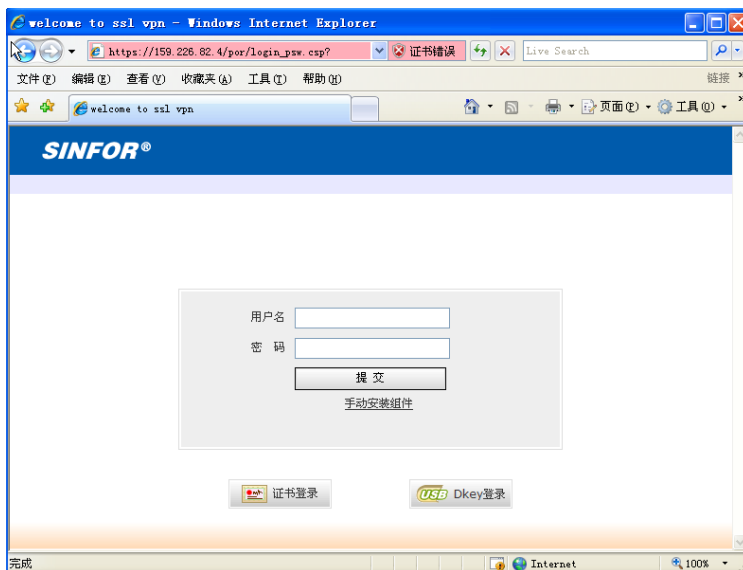 welcome to ssl vpn - Windows Internet Explorer
https://159.226.82.4/por/login_psw.csp?
证书错误
Live Search
文件(F) 编辑(E) 查看(V) 收藏夹(A) 工具(T) 帮助(H)
链接 »
welcome to ssl vpn
页面(P) 工具(O) »
SINFOR®
用户名
密 码
提 交
手动安装组件
证书登录
USB Dkey登录
完成
Internet
100%